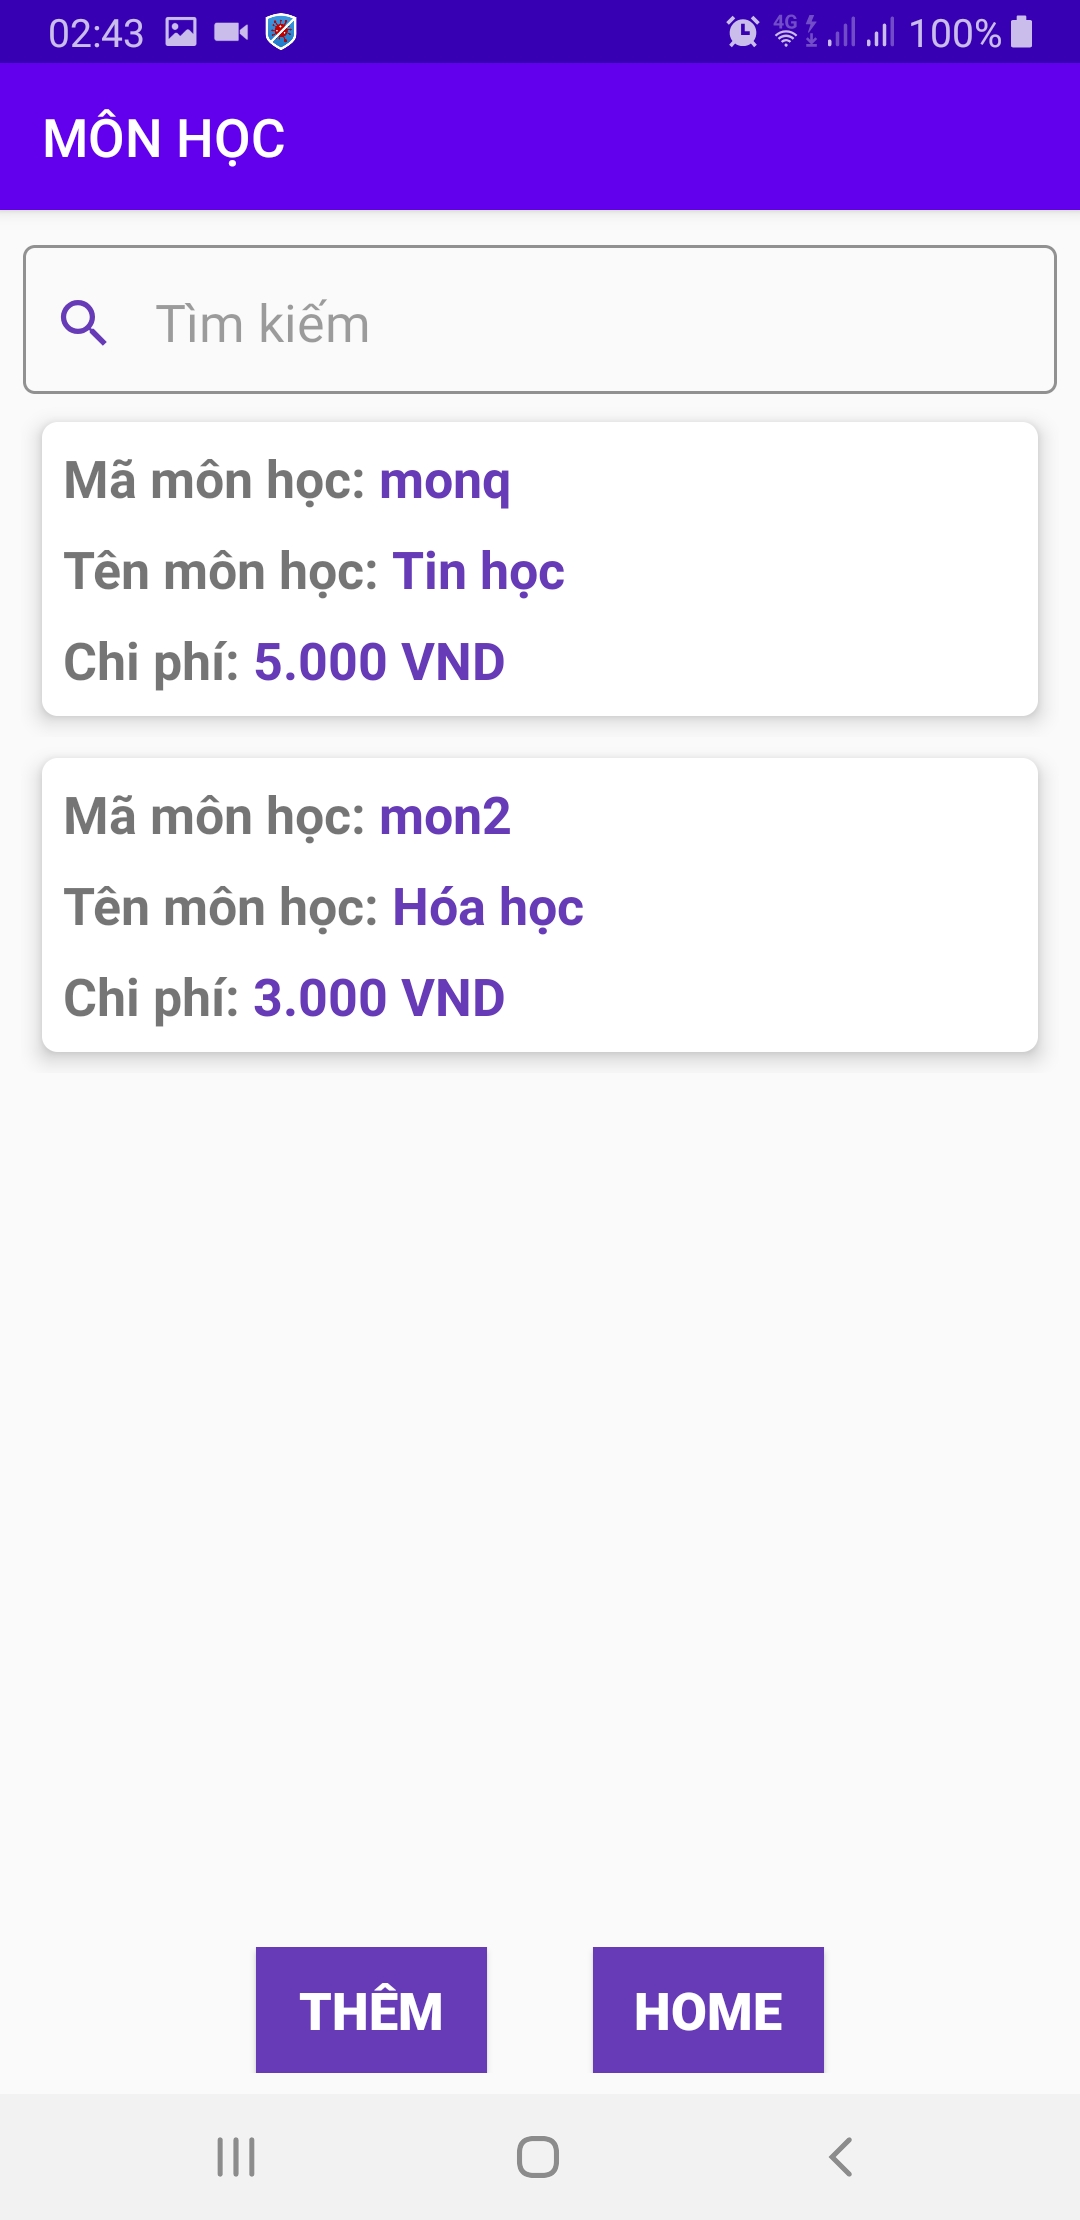 02:43 4G 100%
MÔN HỌC
Tìm kiếm
Mã môn học: monq
Tên môn học: Tin học
Chi phí: 5.000 VND
Mã môn học: mon2
Tên môn học: Hóa học
Chi phí: 3.000 VND
THÊM HOME